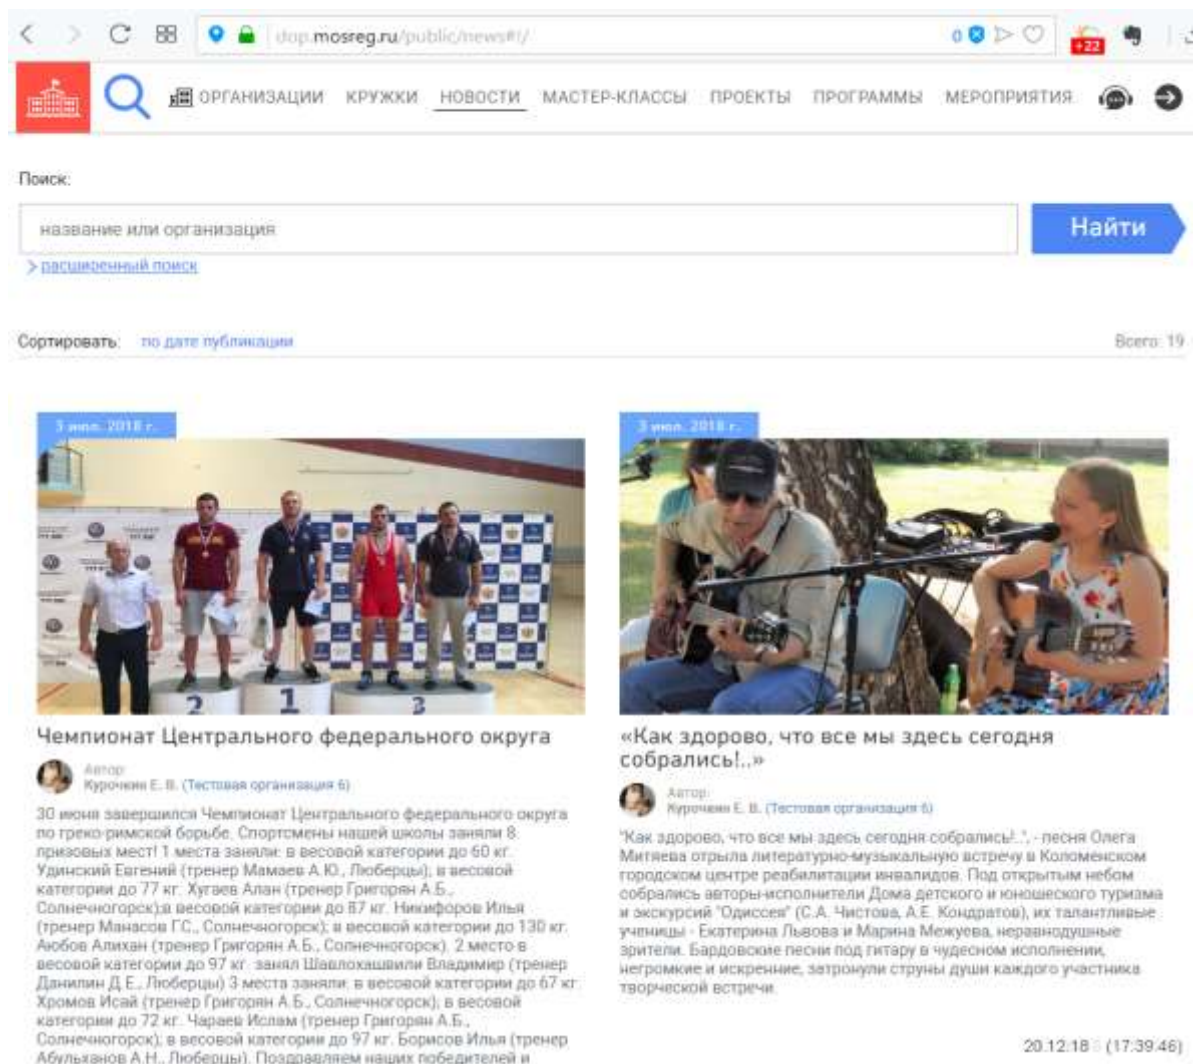 dop.mosreg.ru/public/news#!/
0
+22
ОРГАНИЗАЦИИ КРУЖКИ НОВОСТИ МАСТЕР-КЛАССЫ ПРОЕКТЫ ПРОГРАММЫ МЕРОПРИЯТИЯ
Поиск:
название или организация
Найти
расширенный поиск
Сортировать: по дате публикации
Всего: 19
3 июл. 2018 г.
2 1 3
Чемпионат Центрального федерального округа
Автор:
Курочкин Е. В. (Тестовая организация 6)
30 июня завершился Чемпионат Центрального федерального округа
по греко-римской борьбе. Спортсмены нашей школы заняли 8
призовых мест! 1 места заняли: в весовой категории до 60 кг.
Удинский Евгений (тренер Мамаев А.Ю., Люберцы); в весовой
категории до 77 кг. Хугаев Алан (тренер Григорян А.Б.,
Солнечногорск);в весовой категории до 87 кг. Никифоров Илья
(тренер Манасов Г.С., Солнечногорск); в весовой категории до 130 кг.
Аюбов Алихан (тренер Григорян А.Б., Солнечногорск). 2 место в
весовой категории до 97 кг. занял Шавлохашвили Владимир (тренер
Данилин Д.Е., Люберцы) 3 места заняли: в весовой категории до 67 кг.
Хромов Исай (тренер Григорян А.Б., Солнечногорск); в весовой
категории до 72 кг. Чараев Ислам (тренер Григорян А.Б.,
Солнечногорск); в весовой категории до 97 кг. Борисов Илья (тренер
Абульханов А.Н., Люберцы). Поздравляем наших победителей и
3 июл. 2018 г.
«Как здорово, что все мы здесь сегодня
собрались!..»
Автор:
Курочкин Е. В. (Тестовая организация 6)
"Как здорово, что все мы здесь сегодня собрались!..", - песня Олега
Митяева отрыла литературно-музыкальную встречу в Коломенском
городском центре реабилитации инвалидов. Под открытым небом
собрались авторы-исполнители Дома детского и юношеского туризма
и экскурсий "Одиссея" (С.А. Чистова, А.Е. Кондратов), их талантливые
ученицы - Екатерина Львова и Марина Межуева, неравнодушные
зрители. Бардовские песни под гитару в чудесном исполнении,
негромкие и искренние, затронули струны души каждого участника
творческой встречи.
20.12.18 (17:39:46)